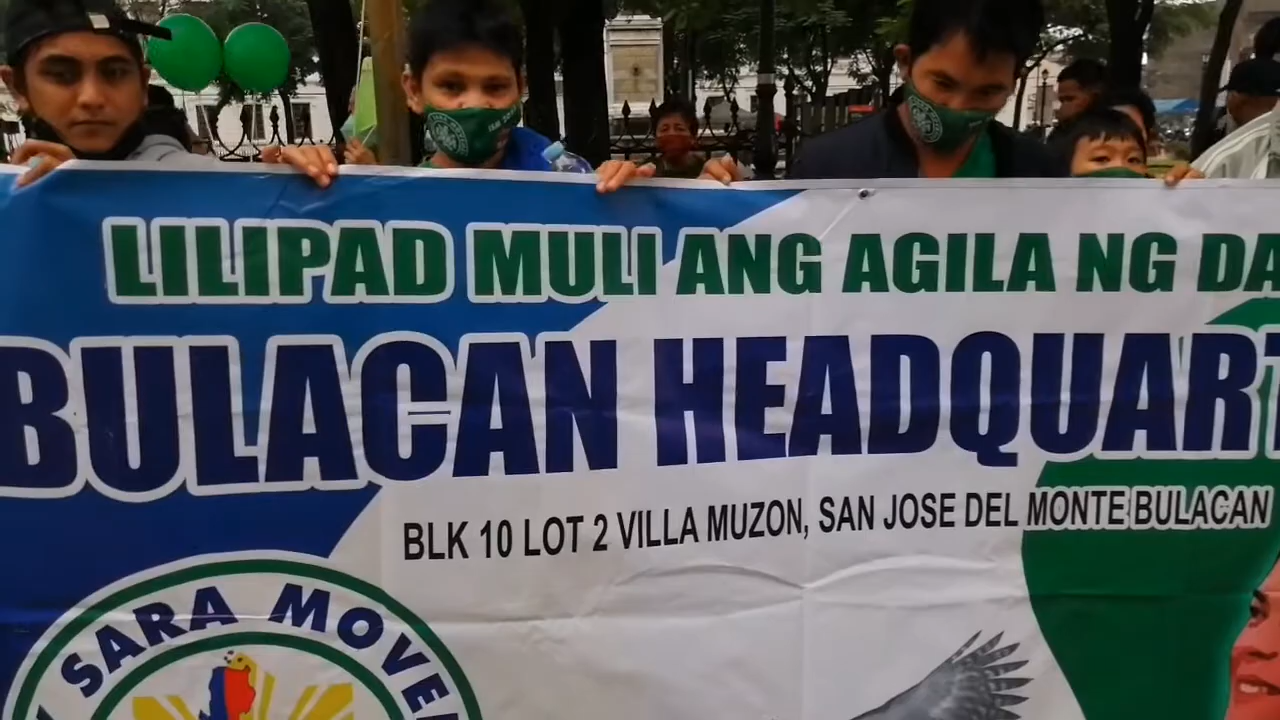 LILIPAD MULI ANG AGILA NG DA
BULACAN HEADQUART
BLK 10 LOT 2 VILLA MUZON, SAN JOSE DEL MONTE BULACAN
SARA MOVE